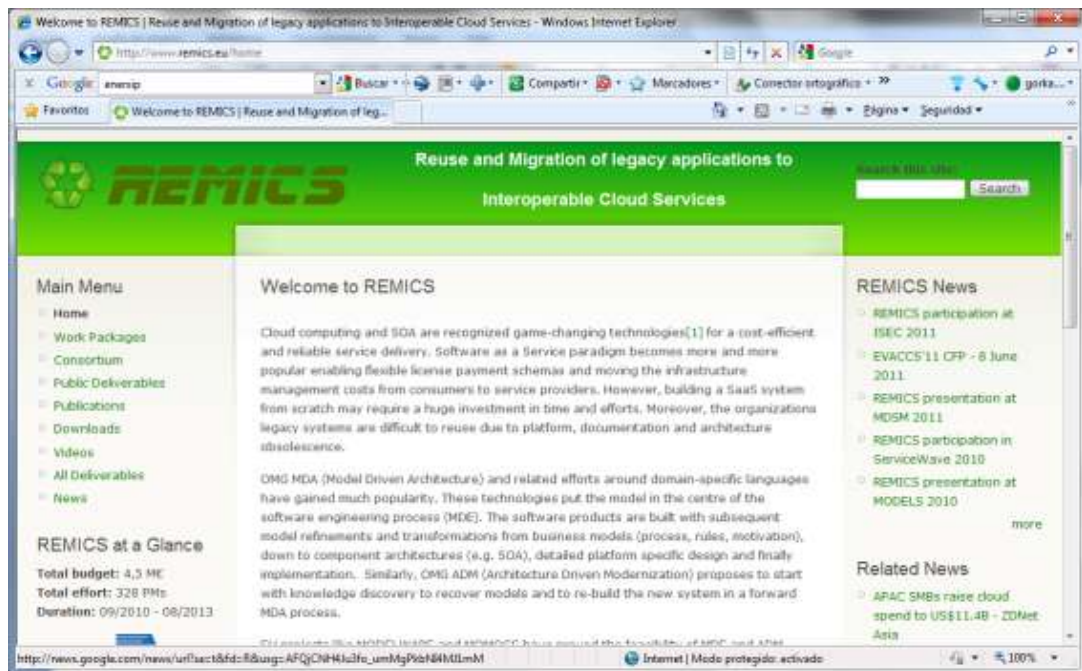 Welcome to REMICS | Reuse and Migration of legacy applications to Interoperable Cloud Services - Windows Internet Explorer
http://www.remics.eu/home
Google
Google enersip Buscar Compartir Marcadores Corrector ortográfico gorka...
Favoritos Welcome to REMICS | Reuse and Migration of leg... Página Seguridad
REMICS
Reuse and Migration of legacy applications to
Interoperable Cloud Services
Search this site:
Search
Main Menu
Home
Work Packages
Consortium
Public Deliverables
Publications
Downloads
Videos
All Deliverables
News
REMICS at a Glance
Total budget: 4,5 M€
Total effort: 328 PMs
Duration: 09/2010 - 08/2013
Welcome to REMICS
Cloud computing and SOA are recognized game-changing technologies[1] for a cost-efficient
and reliable service delivery. Software as a Service paradigm becomes more and more
popular enabling flexible license payment schemas and moving the infrastructure
management costs from consumers to service providers. However, building a SaaS system
from scratch may require a huge investment in time and efforts. Moreover, the organizations
legacy systems are difficult to reuse due to platform, documentation and architecture
obsolescence.
OMG MDA (Model Driven Architecture) and related efforts around domain-specific languages
have gained much popularity. These technologies put the model in the centre of the
software engineering process (MDE). The software products are built with subsequent
model refinements and transformations from business models (process, rules, motivation),
down to component architectures (e.g. SOA), detailed platform specific design and finally
implementation. Similarly, OMG ADM (Architecture Driven Modernization) proposes to start
with knowledge discovery to recover models and to re-build the new system in a forward
MDA process.
REMICS News
REMICS participation at
ISEC 2011
EVACCS'11 CFP - 8 June
2011
REMICS presentation at
MDSM 2011
REMICS participation in
ServiceWave 2010
REMICS presentation at
MODELS 2010
more
Related News
APAC SMBs raise cloud
spend to US$11.4B - ZDNet
Asia
Internet | Modo protegido: activado
100%